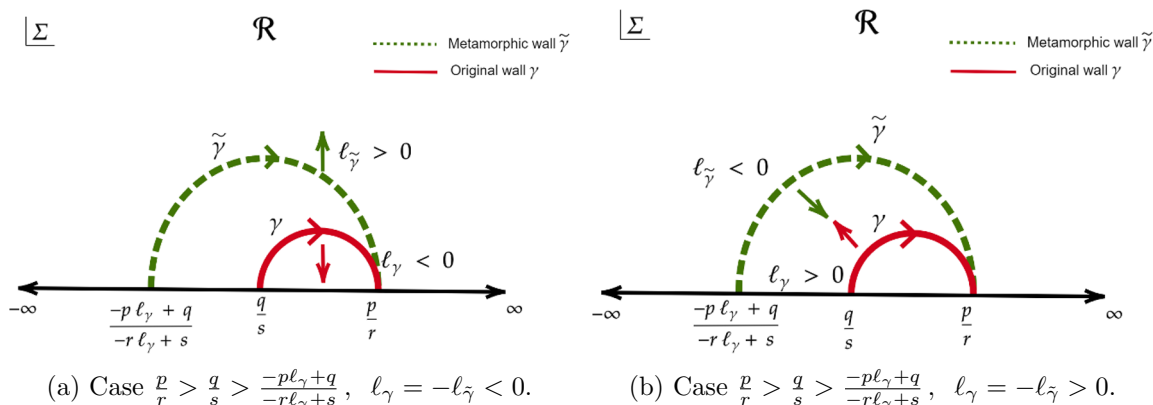 Σ
ℛ
Metamorphic wall γ̃
Original wall γ
γ̃
ℓ_γ̃ > 0
γ
ℓ_γ < 0
−∞
(−p ℓ_γ + q)/(−r ℓ_γ + s)
q/s
p/r
∞
(a) Case p/r > q/s > (−pℓ_γ+q)/(−rℓ_γ+s) , ℓ_γ = −ℓ_γ̃ < 0.
Σ
ℛ
Metamorphic wall γ̃
Original wall γ
γ̃
ℓ_γ̃ < 0
γ
ℓ_γ > 0
−∞
(−p ℓ_γ + q)/(−r ℓ_γ + s)
q/s
p/r
∞
(b) Case p/r > q/s > (−pℓ_γ+q)/(−rℓ_γ+s) , ℓ_γ = −ℓ_γ̃ > 0.